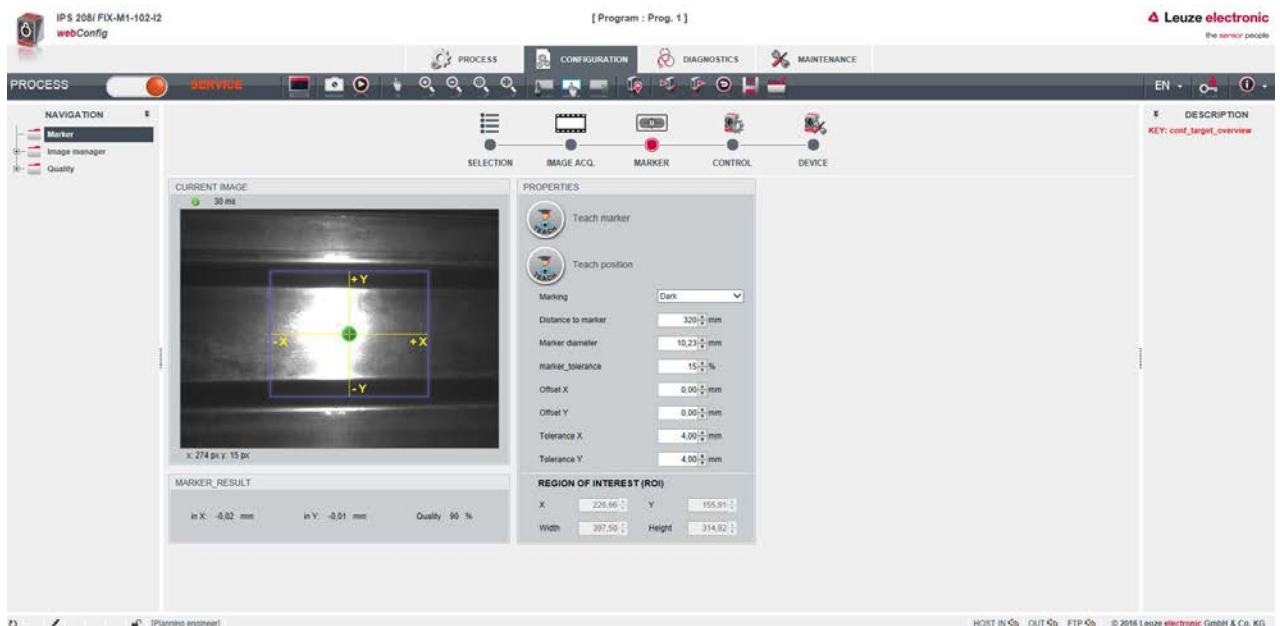 IPS 208i FIX-M1-102-I2
webConfig
[ Program : Prog. 1 ]
Leuze electronic
the sensor people
PROCESS
CONFIGURATION
DIAGNOSTICS
MAINTENANCE
PROCESS
SERVICE
EN
NAVIGATION
Marker
Image manager
Quality
SELECTION
IMAGE ACQ.
MARKER
CONTROL
DEVICE
DESCRIPTION
KEY: conf_target_overview
CURRENT IMAGE
30 ms
+ Y
- X
+ X
- Y
x: 274 px y: 15 px
MARKER_RESULT
in X: -0,02 mm in Y: -0,01 mm Quality 90 %
PROPERTIES
TEACH Teach marker
TEACH Teach position
Marking Dark
Distance to marker 320 mm
Marker diameter 10,23 mm
marker_tolerance 15 %
Offset X 0,00 mm
Offset Y 0,00 mm
Tolerance X 4,00 mm
Tolerance Y 4,00 mm
REGION OF INTEREST (ROI)
X 226,66 Y 155,91
Width 397,50 Height 314,92
[Planning engineer]
HOST IN OUT FTP © 2016 Leuze electronic GmbH & Co. KG